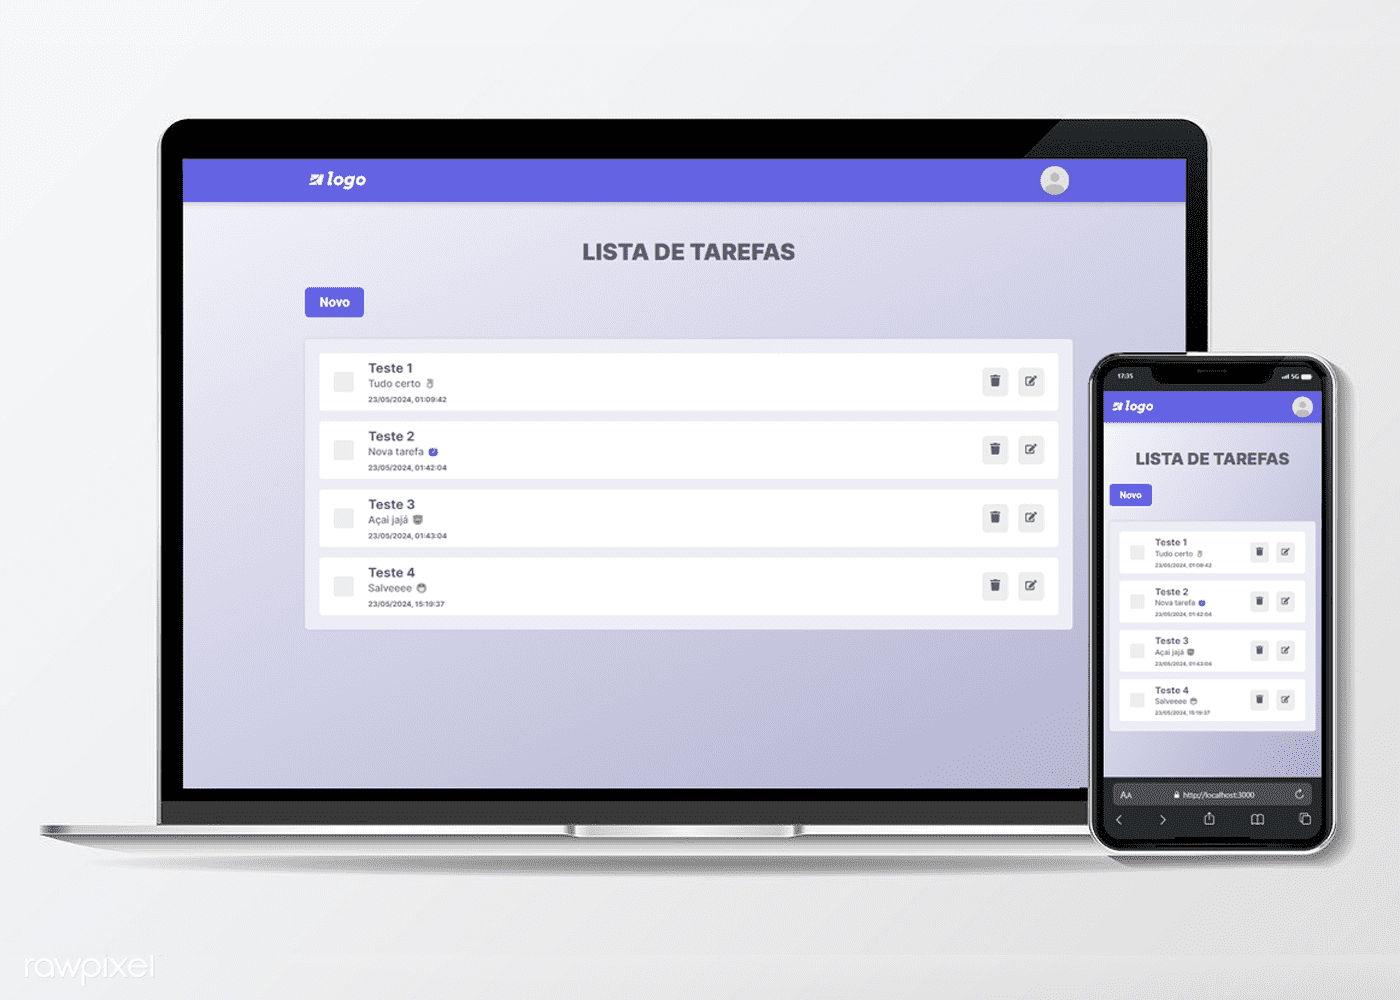 logo
LISTA DE TAREFAS
Novo
Teste 1
Tudo certo
23/05/2024, 01:09:42
Teste 2
Nova tarefa
23/05/2024, 01:42:04
Teste 3
Açai jajá
23/05/2024, 01:43:04
Teste 4
Salveeee
23/05/2024, 15:19:37
17:35
5G
logo
LISTA DE TAREFAS
Novo
Teste 1
Tudo certo
23/05/2024, 01:09:42
Teste 2
Nova tarefa
23/05/2024, 01:42:04
Teste 3
Açai jajá
23/05/2024, 01:43:04
Teste 4
Salveeee
23/05/2024, 15:19:37
AA
http://localhost:3000
rawpixel